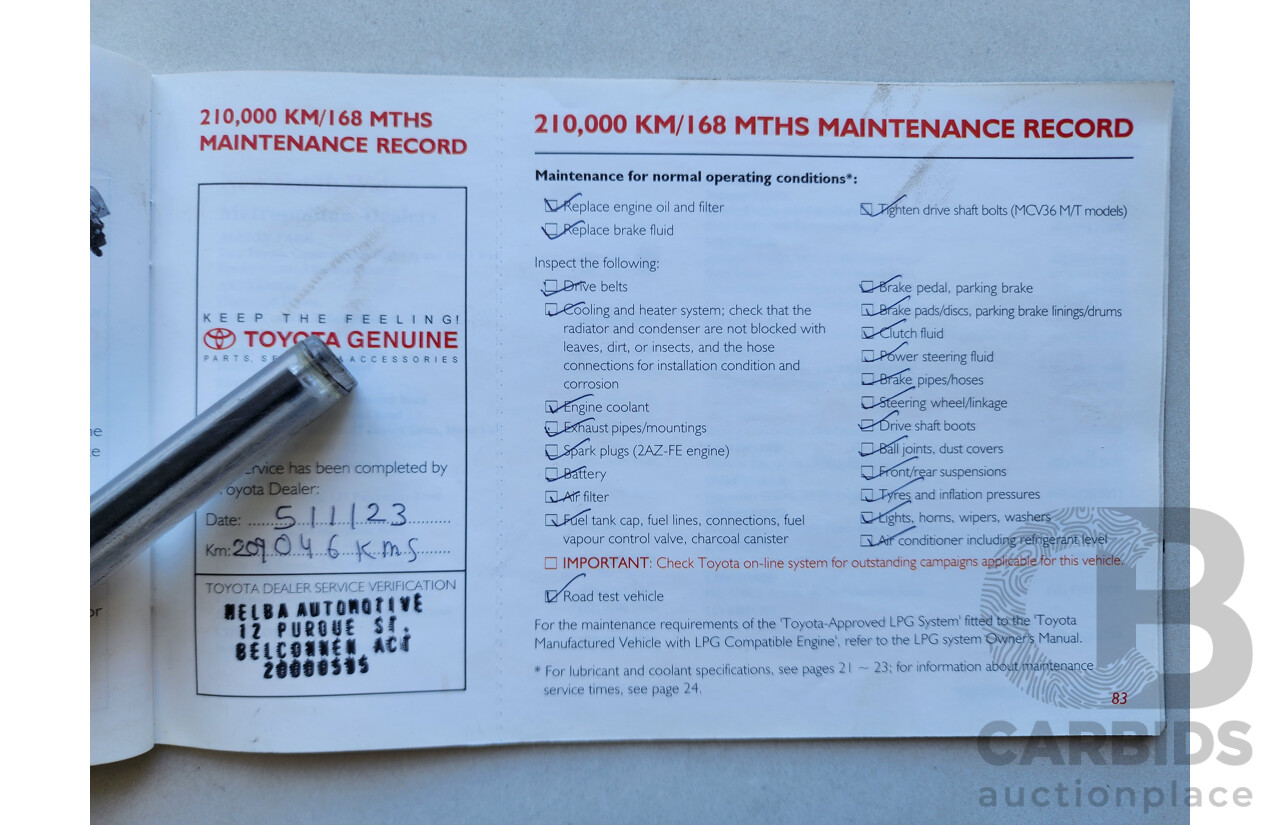 210,000 KM/168 MTHS
MAINTENANCE RECORD
KEEP THE FEELING!
TOYOTA GENUINE
PARTS, ACCESSORIES
service has been completed by
Toyota Dealer:
Date: 5/1/23
Km: 209046 Kms
TOYOTA DEALER SERVICE VERIFICATION
MELBA AUTOMOTIVE
12 PURDUE ST.
BELCONNEN ACT
210,000 KM/168 MTHS MAINTENANCE RECORD
Maintenance for normal operating conditions*:
Replace engine oil and filter
Replace brake fluid
Tighten drive shaft bolts (MCV36 M/T models)
Inspect the following:
Drive belts
Cooling and heater system; check that the
radiator and condenser are not blocked with
leaves, dirt, or insects, and the hose
connections for installation condition and
corrosion
Engine coolant
Exhaust pipes/mountings
Spark plugs (2AZ-FE engine)
Battery
Air filter
Fuel tank cap, fuel lines, connections, fuel
vapour control valve, charcoal canister
Brake pedal, parking brake
Brake pads/discs, parking brake linings/drums
Clutch fluid
Power steering fluid
Brake pipes/hoses
Steering wheel/linkage
Drive shaft boots
Ball joints, dust covers
Front/rear suspensions
Tyres and inflation pressures
Lights, horns, wipers, washers
Air conditioner including refrigerant level
IMPORTANT: Check Toyota on-line system for outstanding campaigns applicable for this vehicle.
Road test vehicle
For the maintenance requirements of the 'Toyota-Approved LPG System' fitted to the 'Toyota
Manufactured Vehicle with LPG Compatible Engine', refer to the LPG system Owner's Manual.
* For lubricant and coolant specifications, see pages 21 ~ 23; for information about maintenance
service times, see page 24.
83
CARBIDS
auctionplace